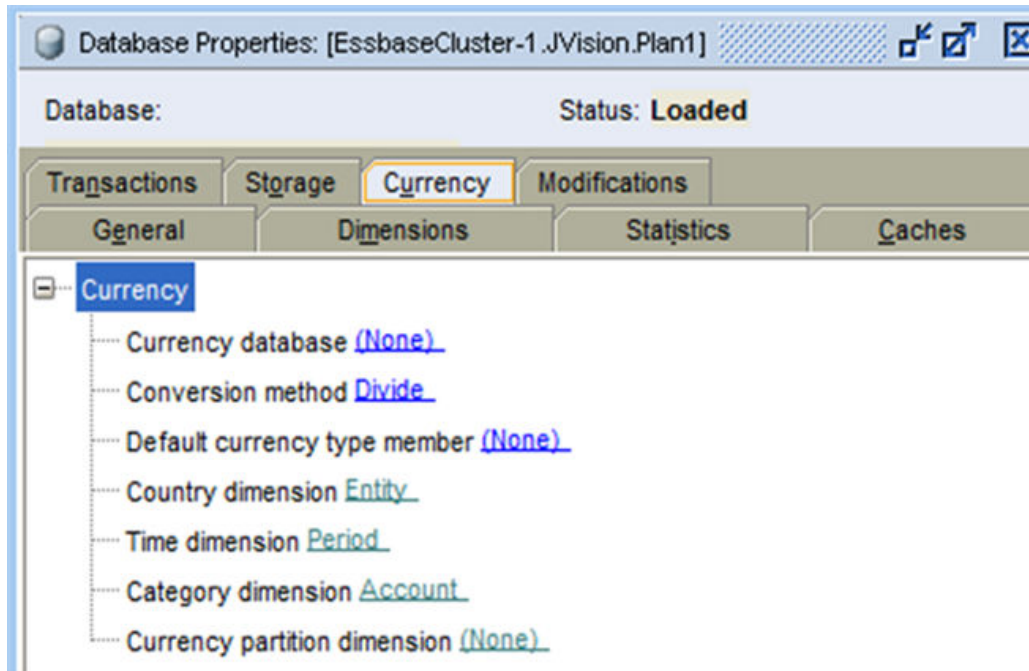 Database Properties: [EssbaseCluster-1.JVision.Plan1]
Database: Status: Loaded
Transactions Storage Currency Modifications
General Dimensions Statistics Caches
Currency
Currency database (None)
Conversion method Divide
Default currency type member (None)
Country dimension Entity
Time dimension Period
Category dimension Account
Currency partition dimension (None)